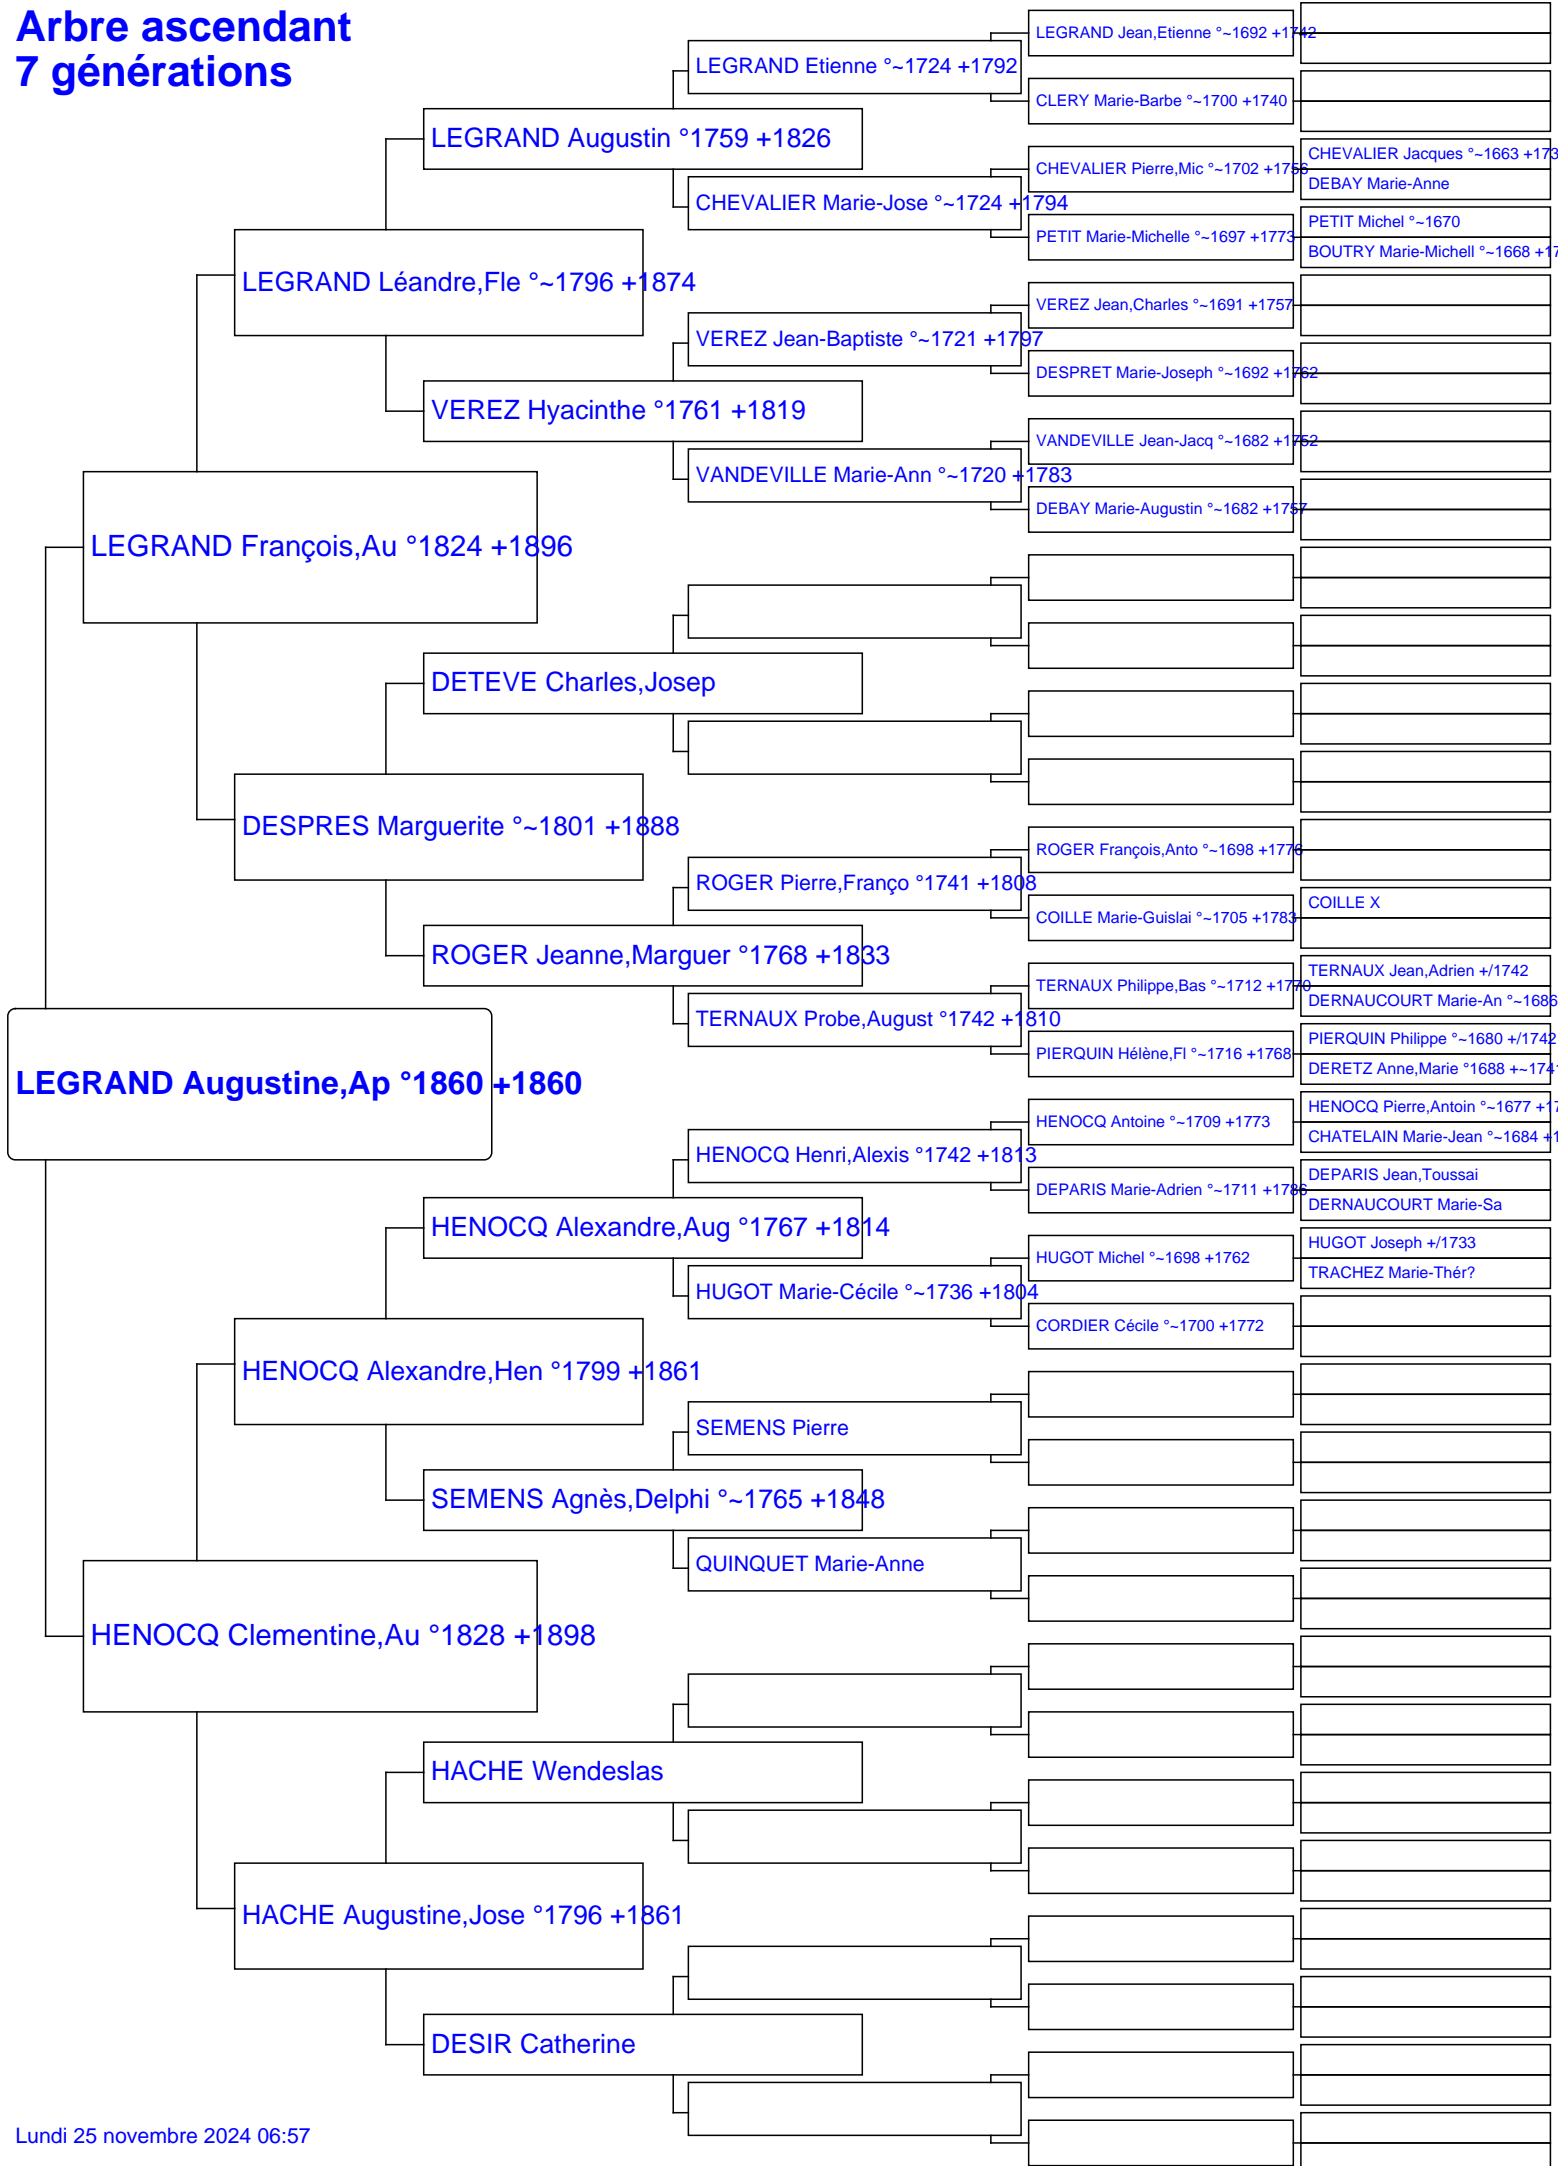 Arbre ascendant
7 générations
LEGRAND Augustine,Ap °1860 +1860
LEGRAND François,Au °1824 +1896
HENOCQ Clementine,Au °1828 +1898
LEGRAND Léandre,Fle °~1796 +1874
DESPRES Marguerite °~1801 +1888
HENOCQ Alexandre,Hen °1799 +1861
HACHE Augustine,Jose °1796 +1861
LEGRAND Augustin °1759 +1826
VEREZ Hyacinthe °1761 +1819
DETEVE Charles,Josep
ROGER Jeanne,Marguer °1768 +1833
HENOCQ Alexandre,Aug °1767 +1814
SEMENS Agnès,Delphi °~1765 +1848
HACHE Wendeslas
DESIR Catherine
LEGRAND Etienne °~1724 +1792
CHEVALIER Marie-Jose °~1724 +1794
VEREZ Jean-Baptiste °~1721 +1797
VANDEVILLE Marie-Ann °~1720 +1783
ROGER Pierre,Franço °1741 +1808
TERNAUX Probe,August °1742 +1810
HENOCQ Henri,Alexis °1742 +1813
HUGOT Marie-Cécile °~1736 +1804
SEMENS Pierre
QUINQUET Marie-Anne
LEGRAND Jean,Etienne °~1692 +1742
CLERY Marie-Barbe °~1700 +1740
CHEVALIER Pierre,Mic °~1702 +1756
PETIT Marie-Michelle °~1697 +1773
VEREZ Jean,Charles °~1691 +1757
DESPRET Marie-Joseph °~1692 +1762
VANDEVILLE Jean-Jacq °~1682 +1752
DEBAY Marie-Augustin °~1682 +1757
ROGER François,Anto °~1698 +1776
COILLE Marie-Guislai °~1705 +1783
TERNAUX Philippe,Bas °~1712 +1770
PIERQUIN Hélène,Fl °~1716 +1768
HENOCQ Antoine °~1709 +1773
DEPARIS Marie-Adrien °~1711 +1786
HUGOT Michel °~1698 +1762
CORDIER Cécile °~1700 +1772
CHEVALIER Jacques °~1663 +173
DEBAY Marie-Anne
PETIT Michel °~1670
BOUTRY Marie-Michell °~1668 +17
COILLE X
TERNAUX Jean,Adrien +/1742
DERNAUCOURT Marie-An °~1686
PIERQUIN Philippe °~1680 +/1742
DERETZ Anne,Marie °1688 +~1741
HENOCQ Pierre,Antoin °~1677 +17
CHATELAIN Marie-Jean °~1684 +1
DEPARIS Jean,Toussai
DERNAUCOURT Marie-Sa
HUGOT Joseph +/1733
TRACHEZ Marie-Thér?
Lundi 25 novembre 2024 06:57